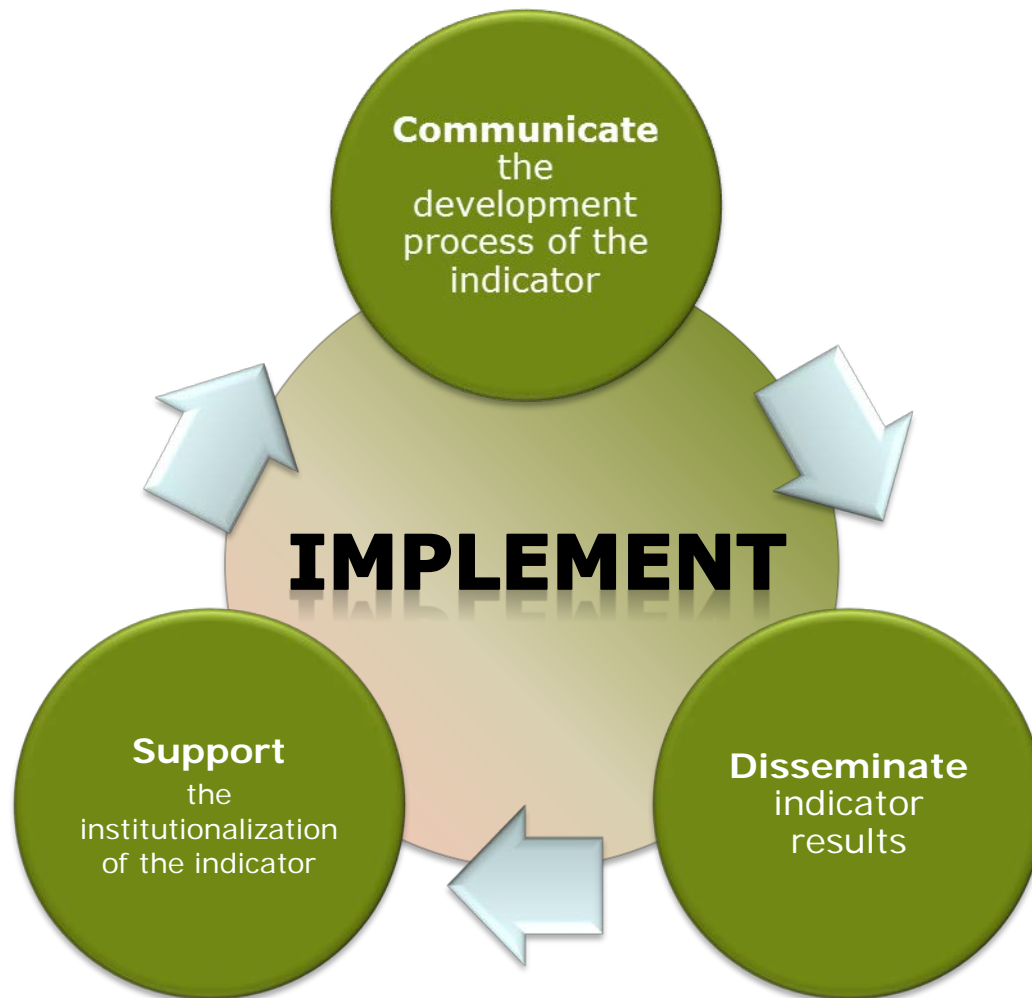 Communicate
the
development
process of the
indicator
IMPLEMENT
Support
the
institutionalization
of the indicator
Disseminate
indicator
results